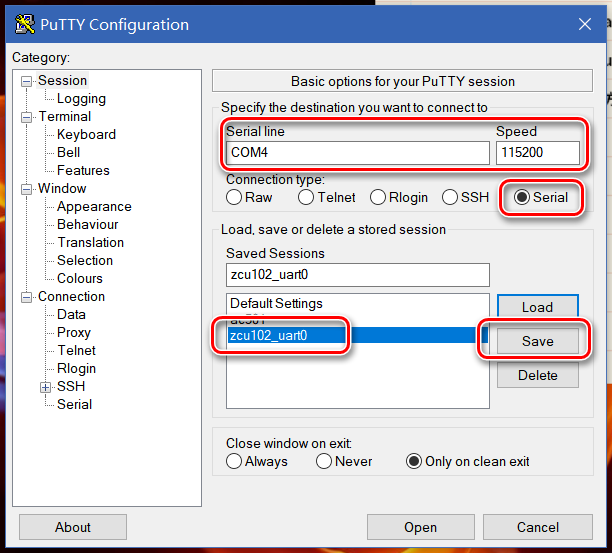 PuTTY Configuration
Category:
Session
Logging
Terminal
Keyboard
Bell
Features
Window
Appearance
Behaviour
Translation
Selection
Colours
Connection
Data
Proxy
Telnet
Rlogin
SSH
Serial
Basic options for your PuTTY session
Specify the destination you want to connect to
Serial line Speed
COM4 115200
Connection type:
Raw Telnet Rlogin SSH Serial
Load, save or delete a stored session
Saved Sessions
zcu102_uart0
Default Settings
zcu102_uart0
Load
Save
Delete
Close window on exit:
Always Never Only on clean exit
About Open Cancel